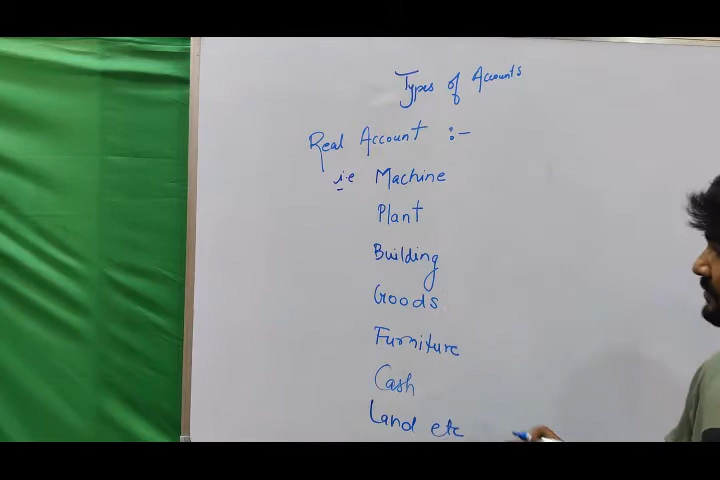 Types of Accounts
Real Account :-
i.e Machine
Plant
Building
Goods
Furniture
Cash
Land etc